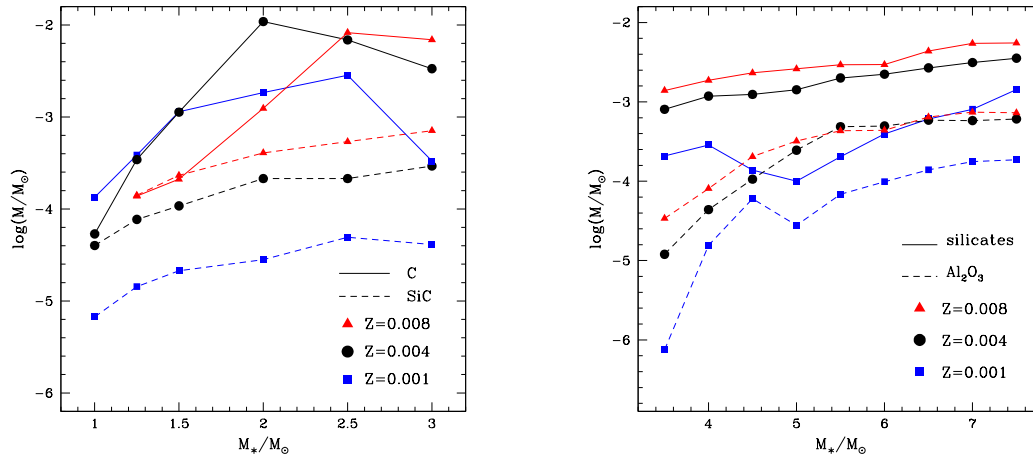 -2
-3
-4
-5
-6
log(M/M⊙)
1
1.5
2
2.5
3
M*/M⊙
C
SiC
Z=0.008
Z=0.004
Z=0.001
-2
-3
-4
-5
-6
log(M/M⊙)
4
5
6
7
M*/M⊙
silicates
Al₂O₃
Z=0.008
Z=0.004
Z=0.001